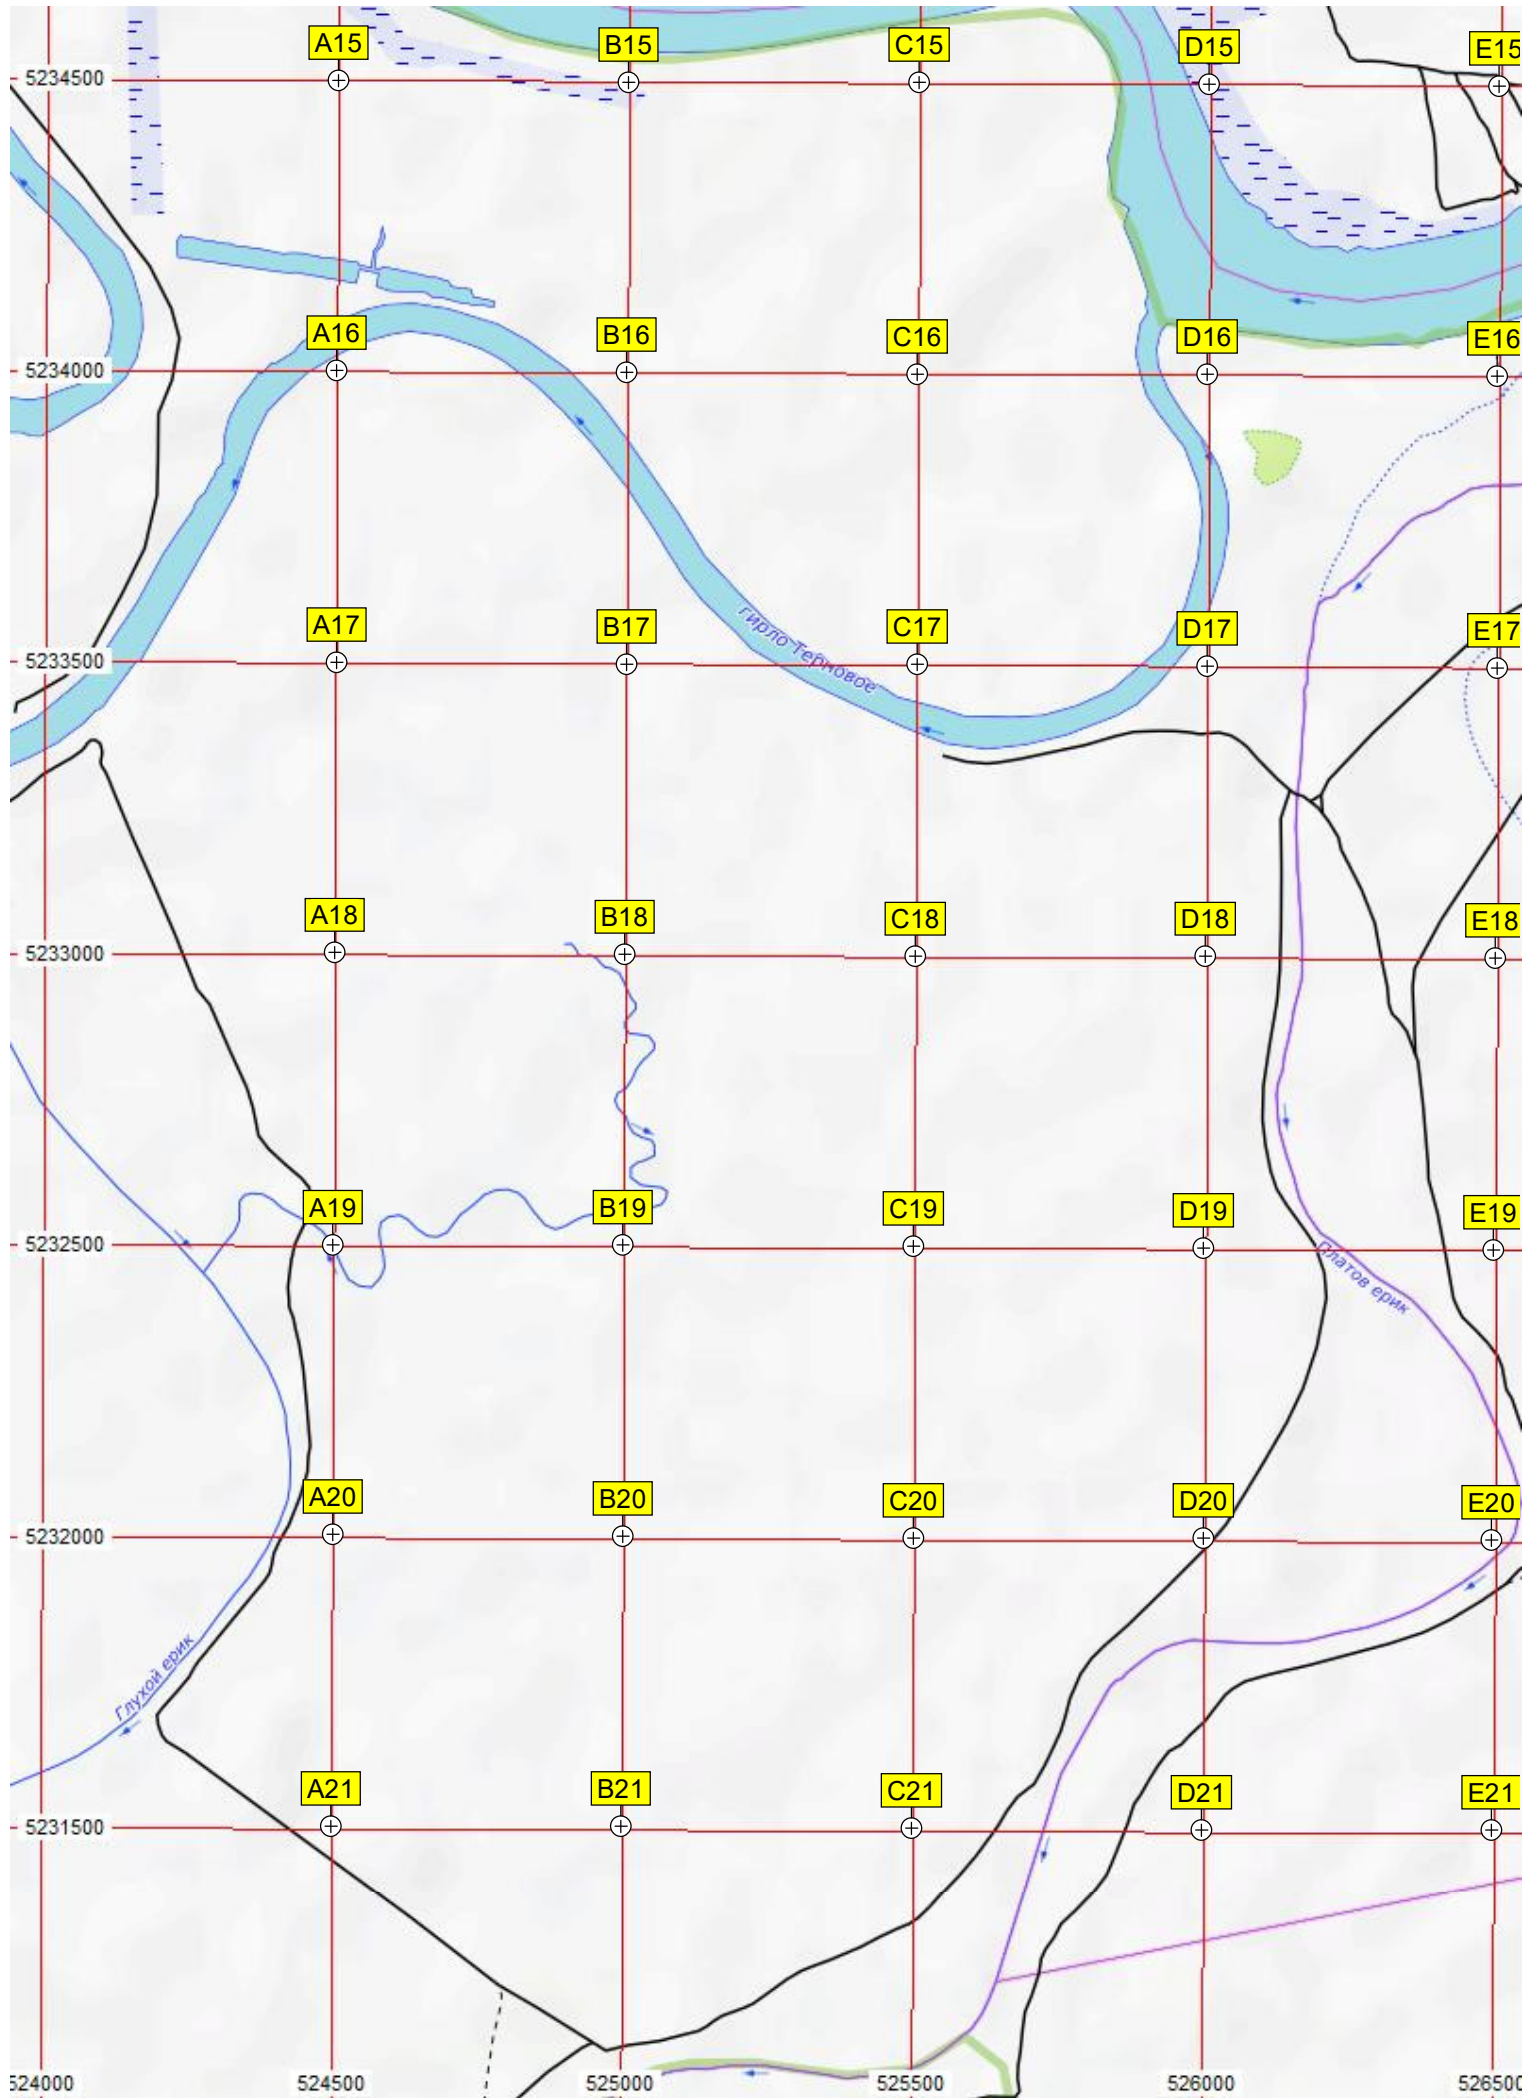 A15 B15 C15 D15 E15
5234500
A16 B16 C16 D16 E16
5234000
A17 B17 C17 D17 E17
гирло Терновое
5233500
A18 B18 C18 D18 E18
5233000
A19 B19 C19 D19 E19
5232500
Платов ерик
A20 B20 C20 D20 E20
5232000
Глухой ерик
A21 B21 C21 D21 E21
5231500
524000 524500 525000 525500 526000 526500